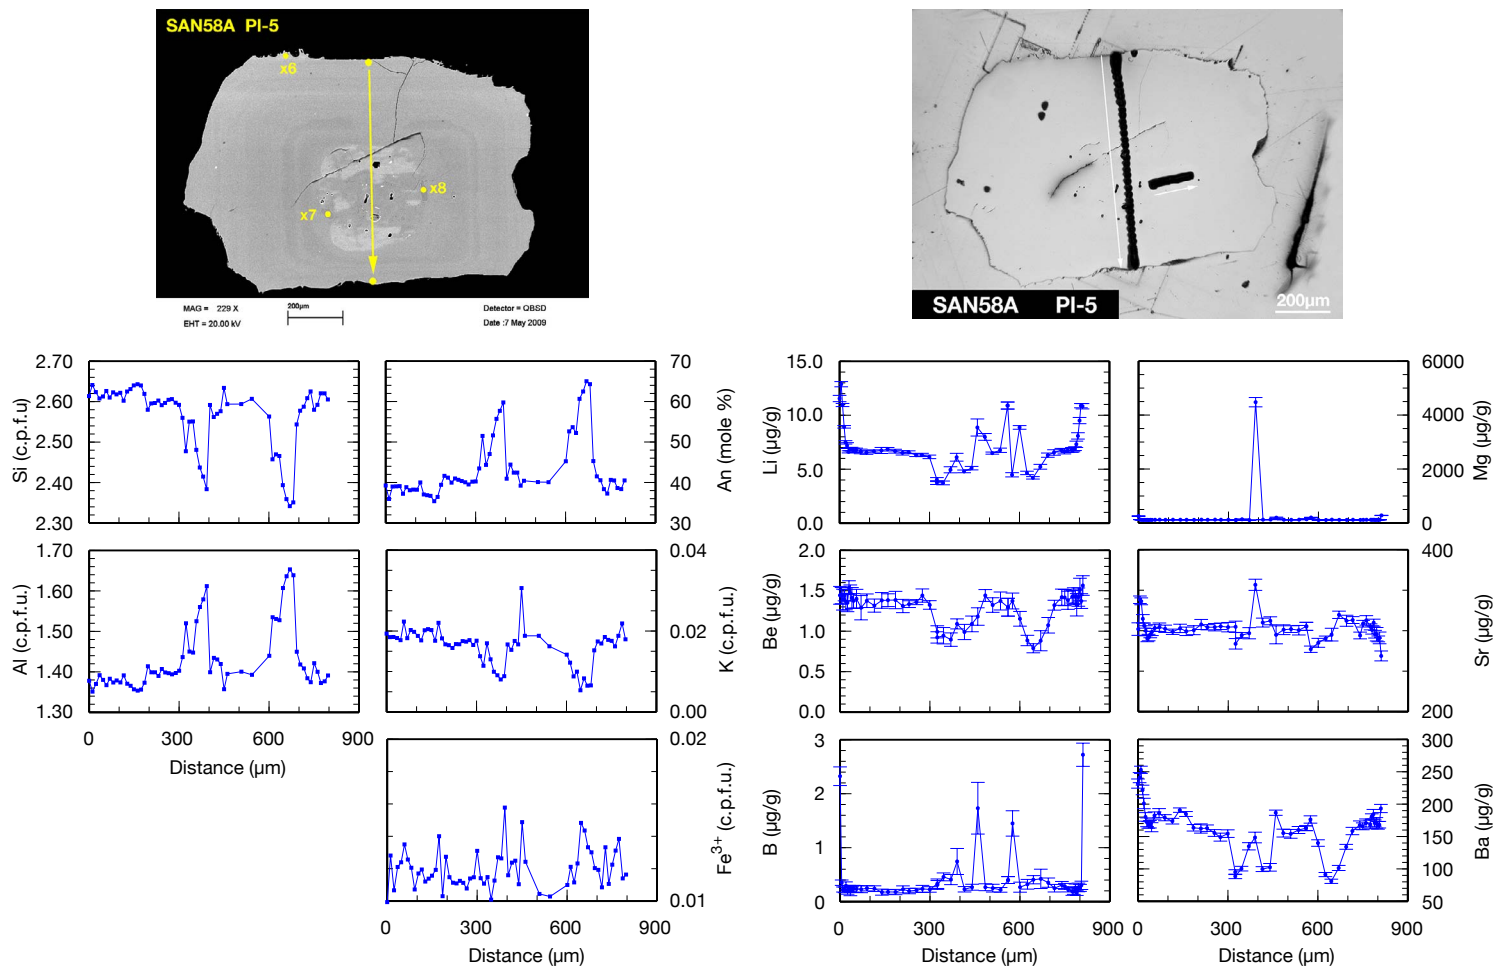 SAN58A PI-5
x6
x8
x7
MAG = 229 X
200µm
Detector = QBSD
EHT = 20.00 kV
Date :7 May 2009
SAN58A PI-5
200µm
2.70
2.60
2.50
2.40
2.30
Si (c.p.f.u)
70
60
50
40
30
An (mole %)
15.0
10.0
5.0
0.0
Li (µg/g)
6000
4000
2000
0
Mg (µg/g)
1.70
1.60
1.50
1.40
1.30
Al (c.p.f.u.)
0 300 600 900
Distance (µm)
0.04
0.02
0.00
K (c.p.f.u.)
2.0
1.5
1.0
0.5
0.0
Be (µg/g)
400
300
200
Sr (µg/g)
0.02
0.01
Fe3+ (c.p.f.u.)
0 300 600 900
Distance (µm)
3
2
1
0
B (µg/g)
0 300 600 900
Distance (µm)
300
250
200
150
100
50
Ba (µg/g)
0 300 600 900
Distance (µm)